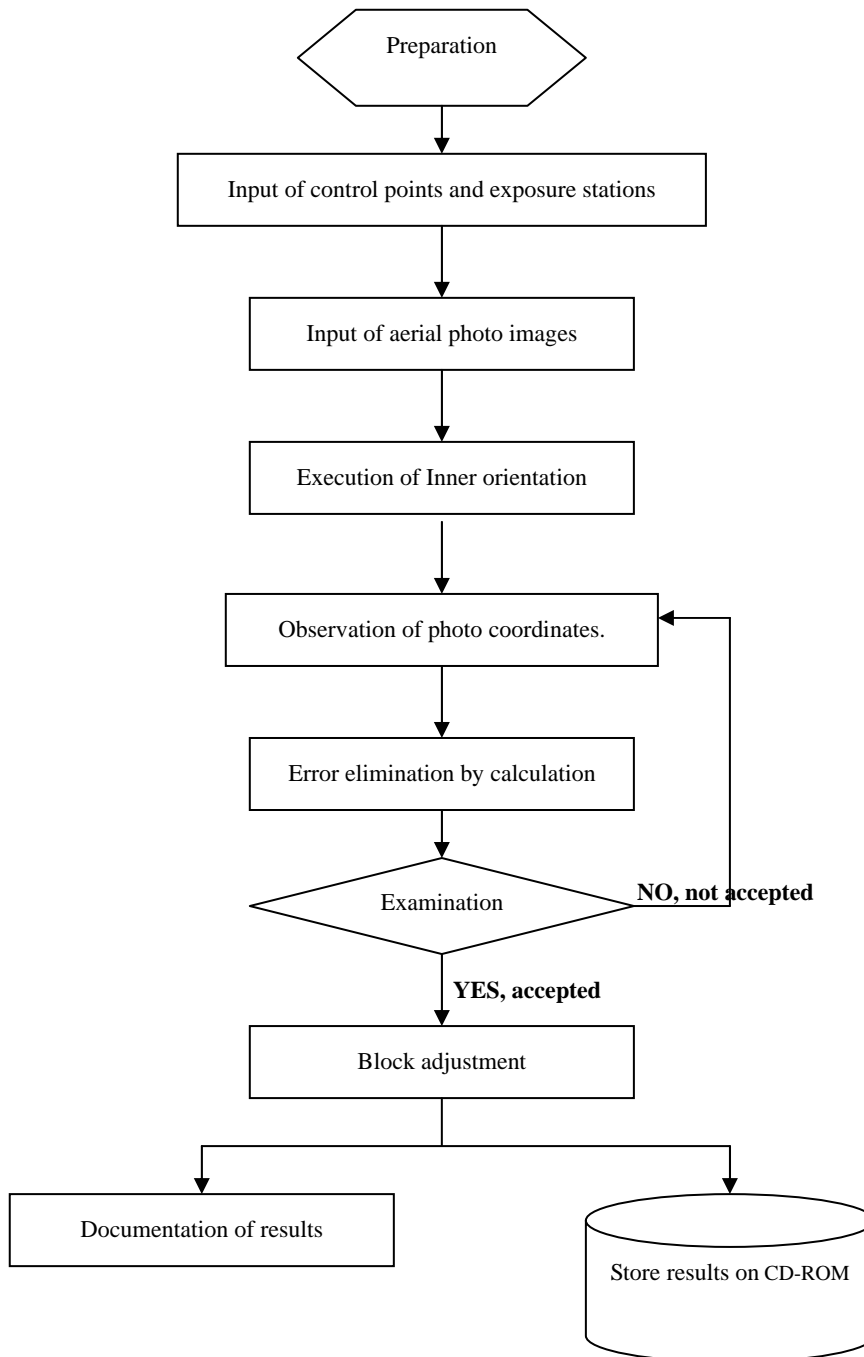 Preparation
Input of control points and exposure stations
Input of aerial photo images
Execution of Inner orientation
Observation of photo coordinates.
Error elimination by calculation
Examination
NO, not accepted
YES, accepted
Block adjustment
Documentation of results
Store results on CD-ROM